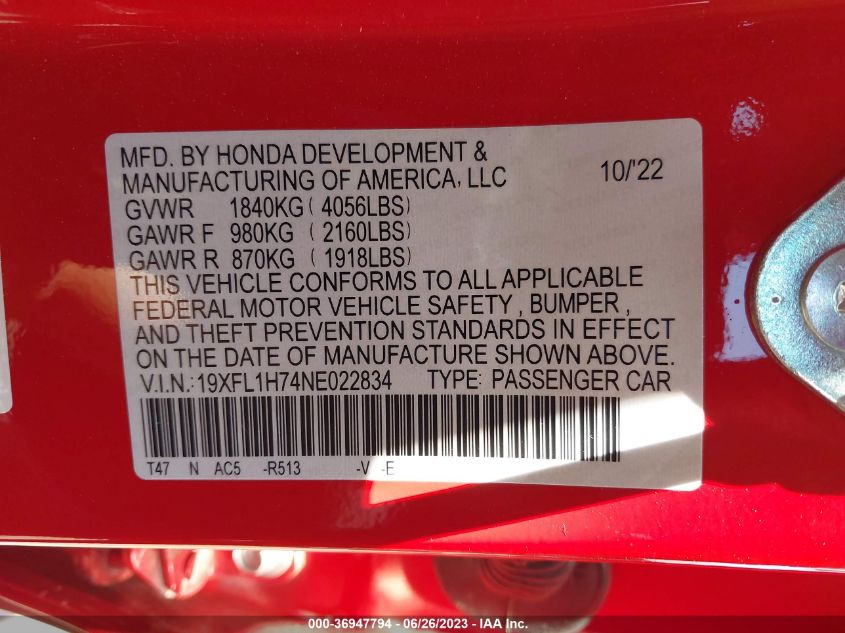 MFD. BY HONDA DEVELOPMENT &
MANUFACTURING OF AMERICA, LLC 10/'22
GVWR 1840KG ( 4056LBS)
GAWR F 980KG ( 2160LBS)
GAWR R 870KG ( 1918LBS)
THIS VEHICLE CONFORMS TO ALL APPLICABLE
FEDERAL MOTOR VEHICLE SAFETY , BUMPER ,
AND THEFT PREVENTION STANDARDS IN EFFECT
ON THE DATE OF MANUFACTURE SHOWN ABOVE.
V.I.N.:19XFL1H74NE022834 TYPE: PASSENGER CAR
T47 N AC5 -R513 -V -E
000-36947794 - 06/26/2023 - IAA Inc.